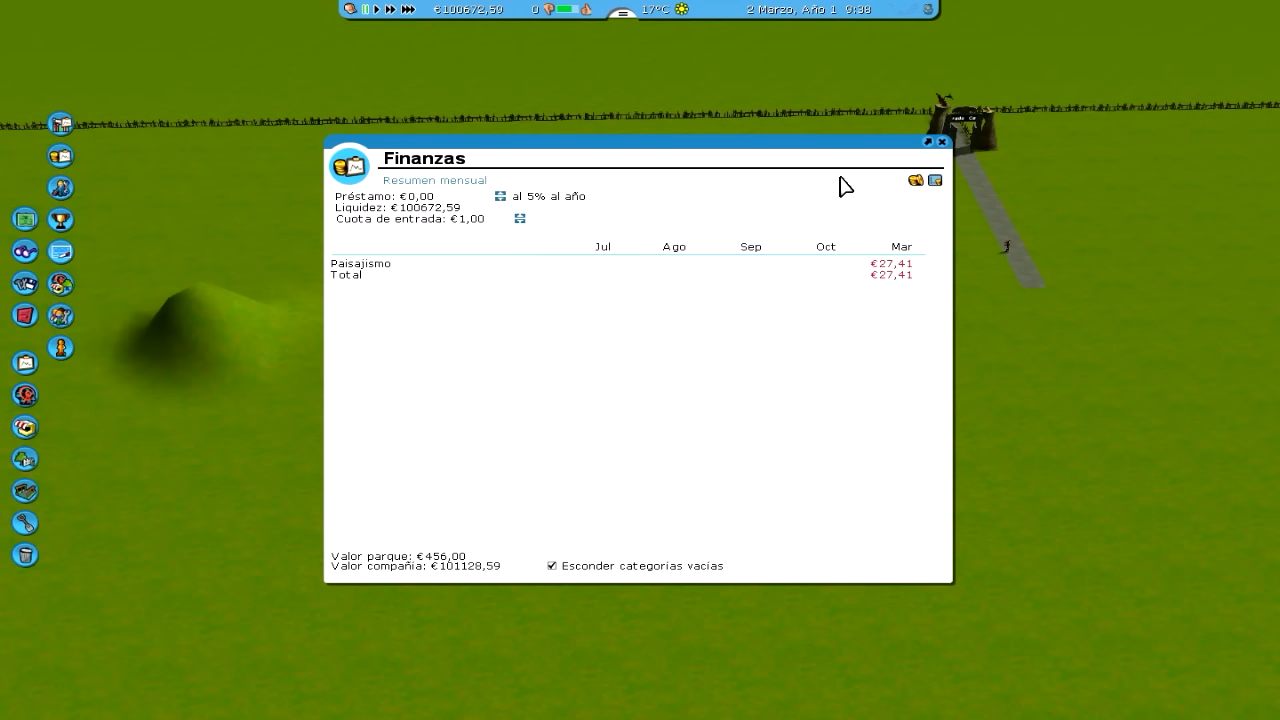 €100672,59 0 17ºC 2 Marzo, Año 1 9:38
Finanzas
Resumen mensual
Préstamo: €0,00 al 5% al año
Liquidez: €100672,59
Cuota de entrada: €1,00
Jul Ago Sep Oct Mar
Paisajismo €27,41
Total €27,41
Valor parque: €456,00
Valor compañía: €101128,59 Esconder categorías vacías